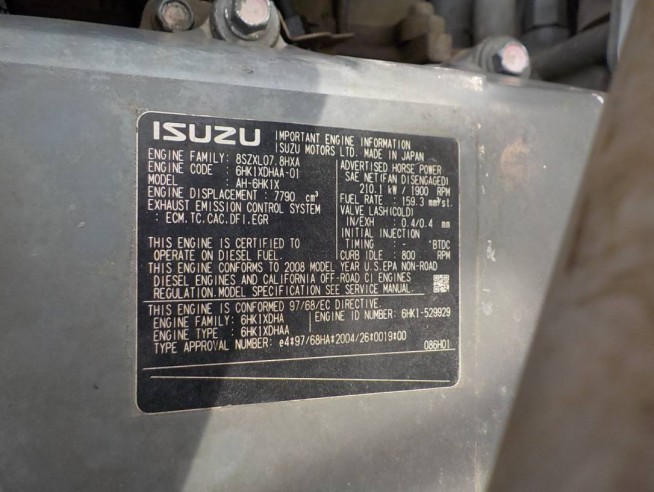 ISUZU
IMPORTANT ENGINE INFORMATION
ISUZU MOTORS LTD. MADE IN JAPAN
ENGINE FAMILY: 8SZXL07.8HXA
ENGINE CODE : 6HK1XDHAA-01
MODEL : AH-6HK1X
ENGINE DISPLACEMENT : 7790 cm³
EXHAUST EMISSION CONTROL SYSTEM
: ECM.TC.CAC.DFI.EGR
ADVERTISED HORSE POWER
SAE NET(FAN DISENGAGED)
210.1 kW / 1900 RPM
FUEL RATE : 159.3 mm³/st.
VALVE LASH(COLD)
IN/EXH : 0.4/0.4 mm
INITIAL INJECTION
TIMING : - °BTDC
CURB IDLE : 800 RPM
THIS ENGINE IS CERTIFIED TO
OPERATE ON DIESEL FUEL.
THIS ENGINE CONFORMS TO 2008 MODEL YEAR U.S.EPA NON-ROAD
DIESEL ENGINES AND CALIFORNIA OFF-ROAD CI ENGINES
REGULATION.MODEL SPECIFICATION SEE SERVICE MANUAL.
THIS ENGINE IS CONFORMED 97/68/EC DIRECTIVE
ENGINE FAMILY : 6HK1XDHA
ENGINE ID NUMBER: 6HK1-529929
ENGINE TYPE : 6HK1XDHAA
TYPE APPROVAL NUMBER: e4*97/68HA*2004/26*0019*00
086H01